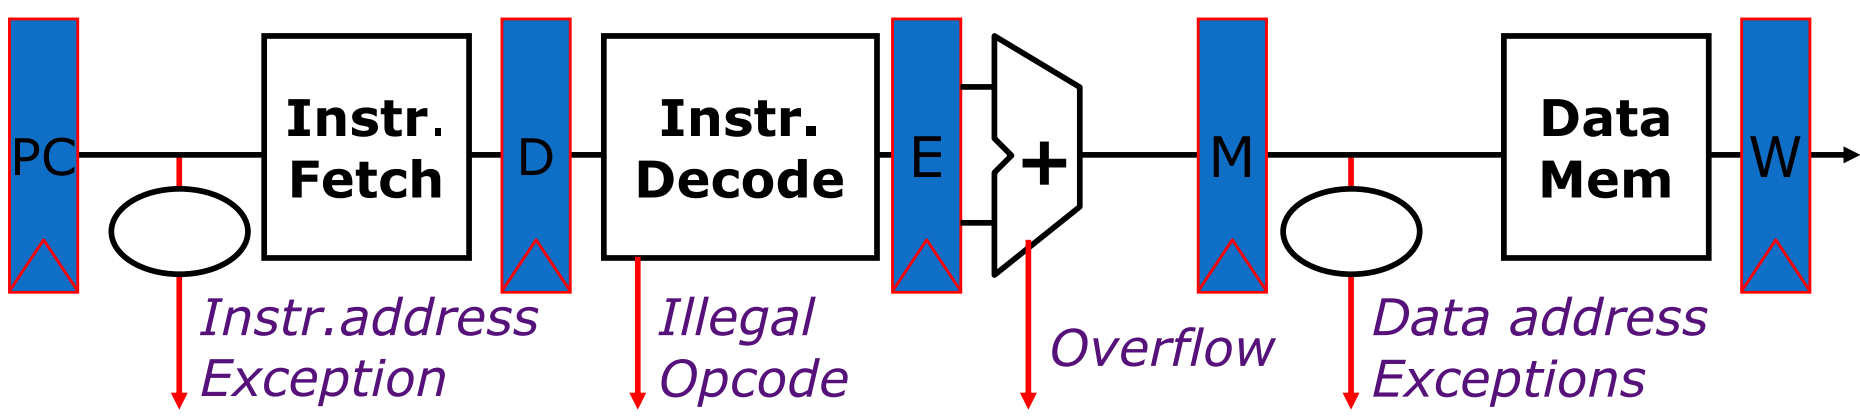 PC
Instr.
Fetch
D
Instr.
Decode
E
+
M
Data
Mem
W
Instr.address
Exception
Illegal
Opcode
Overflow
Data address
Exceptions